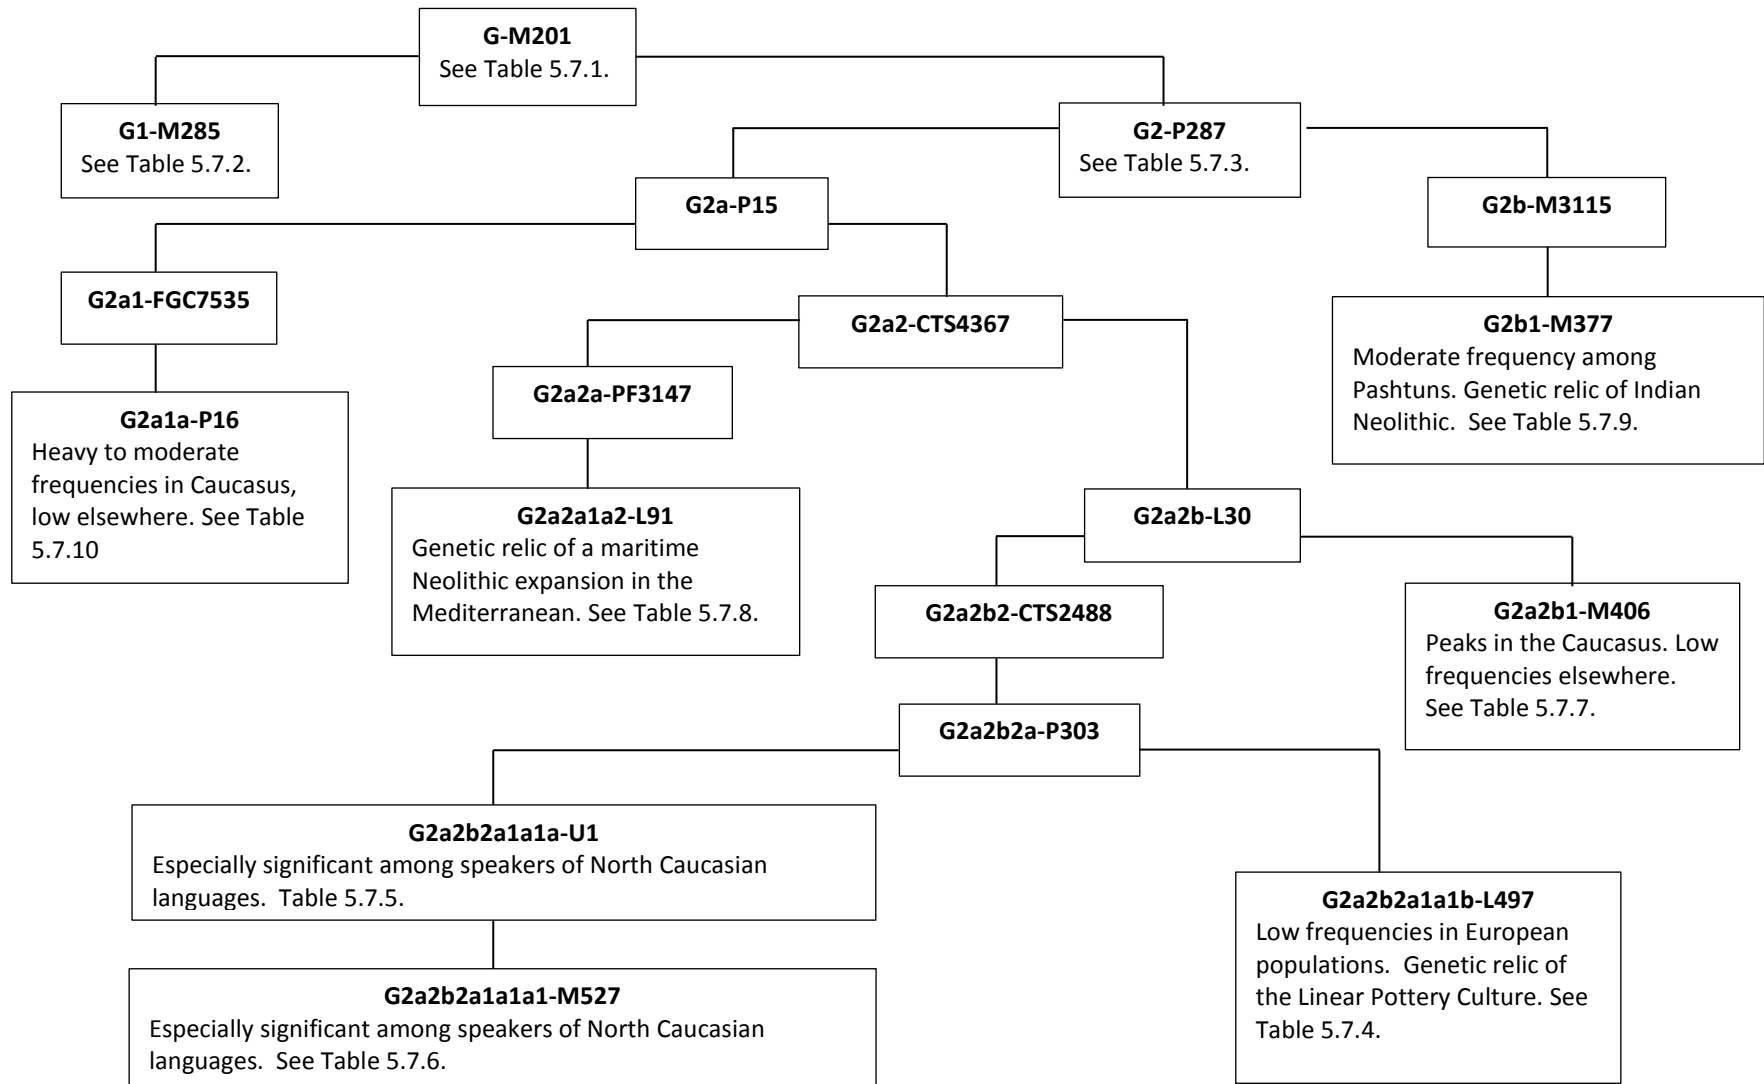 G-M201
See Table 5.7.1.
G1-M285
See Table 5.7.2.
G2-P287
See Table 5.7.3.
G2a-P15
G2b-M3115
G2a1-FGC7535
G2a2-CTS4367
G2b1-M377
Moderate frequency among
Pashtuns. Genetic relic of Indian
Neolithic.  See Table 5.7.9.
G2a2a-PF3147
G2a1a-P16
Heavy to moderate
frequencies in Caucasus,
low elsewhere. See Table
5.7.10
G2a2a1a2-L91
Genetic relic of a maritime
Neolithic expansion in the
Mediterranean. See Table 5.7.8.
G2a2b-L30
G2a2b2-CTS2488
G2a2b1-M406
Peaks in the Caucasus. Low
frequencies elsewhere.
See Table 5.7.7.
G2a2b2a-P303
G2a2b2a1a1a-U1
Especially significant among speakers of North Caucasian
languages.  Table 5.7.5.
G2a2b2a1a1b-L497
Low frequencies in European
populations.  Genetic relic of
the Linear Pottery Culture. See
Table 5.7.4.
G2a2b2a1a1a1-M527
Especially significant among speakers of North Caucasian
languages.  See Table 5.7.6.